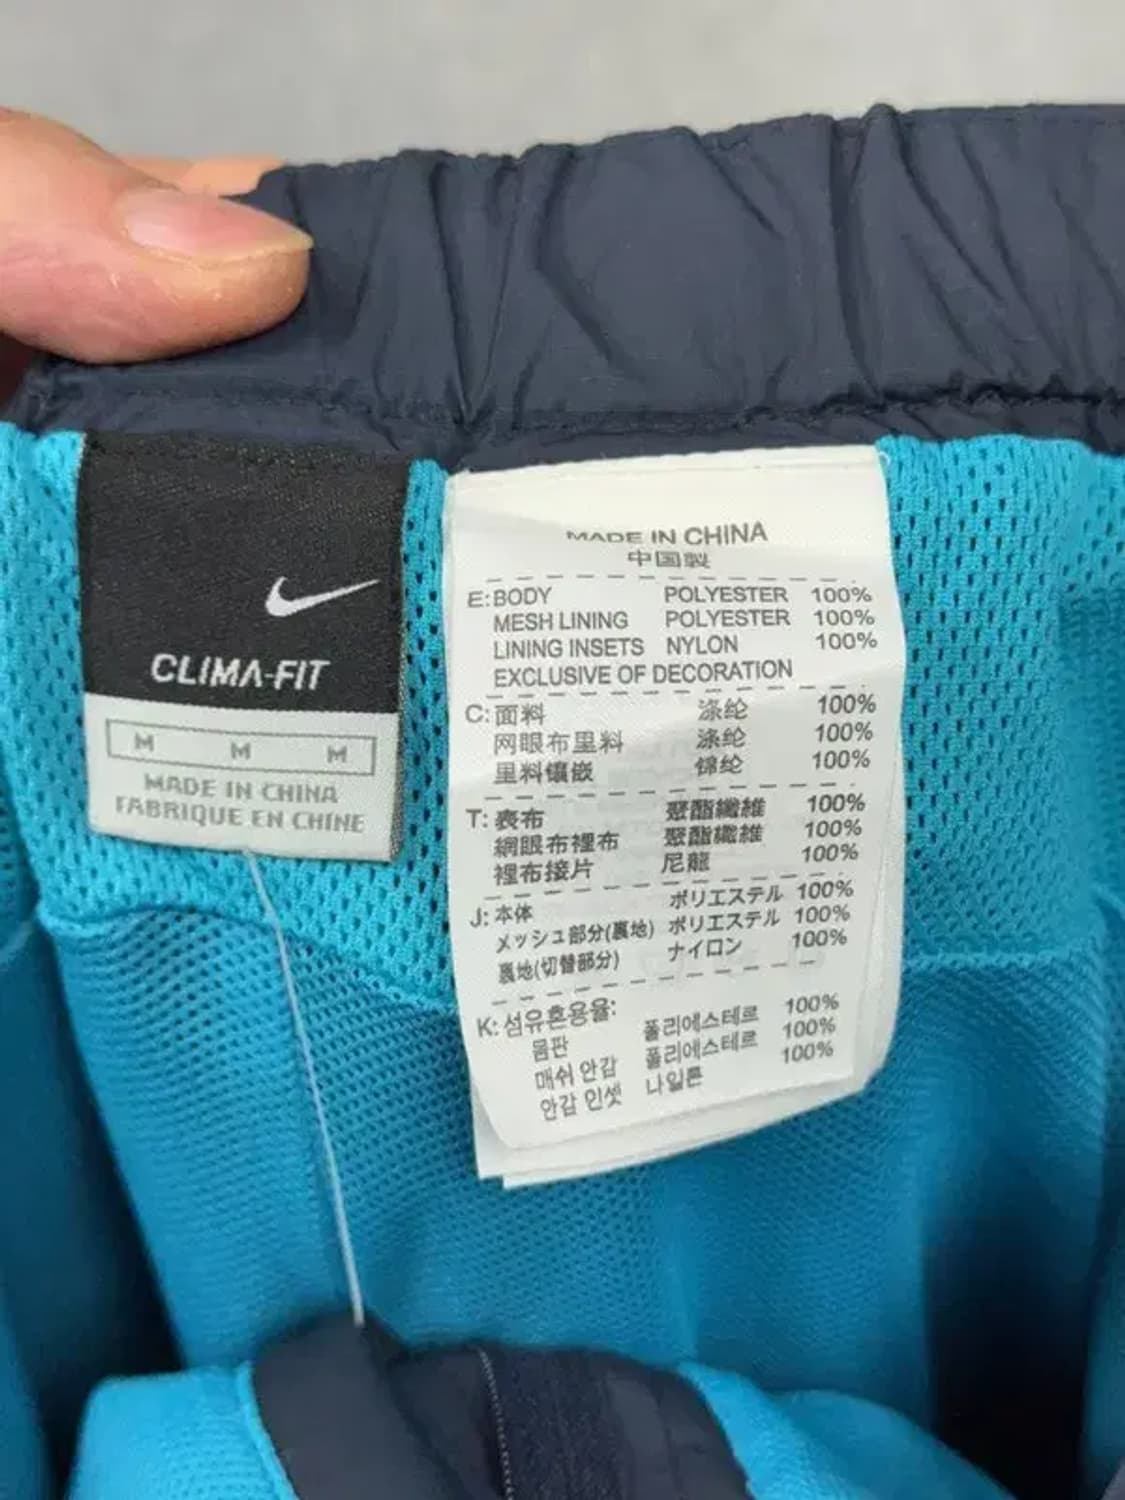 CLIMA-FIT
M M M
MADE IN CHINA
FABRIQUE EN CHINE
MADE IN CHINA
中国製
E: BODY POLYESTER 100%
MESH LINING POLYESTER 100%
LINING INSETS NYLON 100%
EXCLUSIVE OF DECORATION
C: 面料 涤纶 100%
网眼布里料 涤纶 100%
里料镶嵌 锦纶 100%
T: 表布 聚酯纖維 100%
網眼布裡布 聚酯纖維 100%
裡布接片 尼龍 100%
J: 本体 ポリエステル 100%
メッシュ部分(裏地) ポリエステル 100%
裏地(切替部分) ナイロン 100%
K: 섬유혼용율:
몸판 폴리에스테르 100%
매쉬 안감 폴리에스테르 100%
안감 인셋 나일론 100%